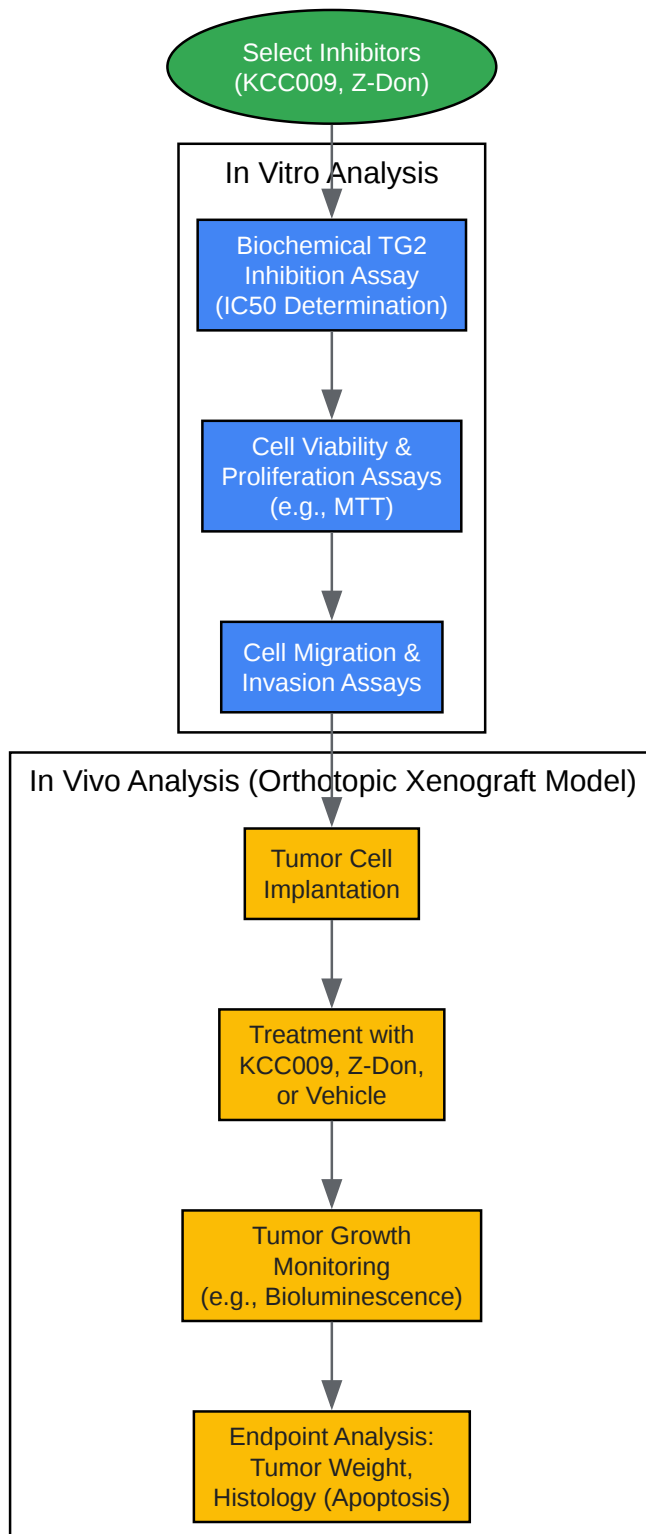 Select Inhibitors
(KCC009, Z-Don)
In Vitro Analysis
Biochemical TG2
Inhibition Assay
(IC50 Determination)
Cell Viability &
Proliferation Assays
(e.g., MTT)
Cell Migration &
Invasion Assays
In Vivo Analysis (Orthotopic Xenograft Model)
Tumor Cell
Implantation
Treatment with
KCC009, Z-Don,
or Vehicle
Tumor Growth
Monitoring
(e.g., Bioluminescence)
Endpoint Analysis:
Tumor Weight,
Histology (Apoptosis)